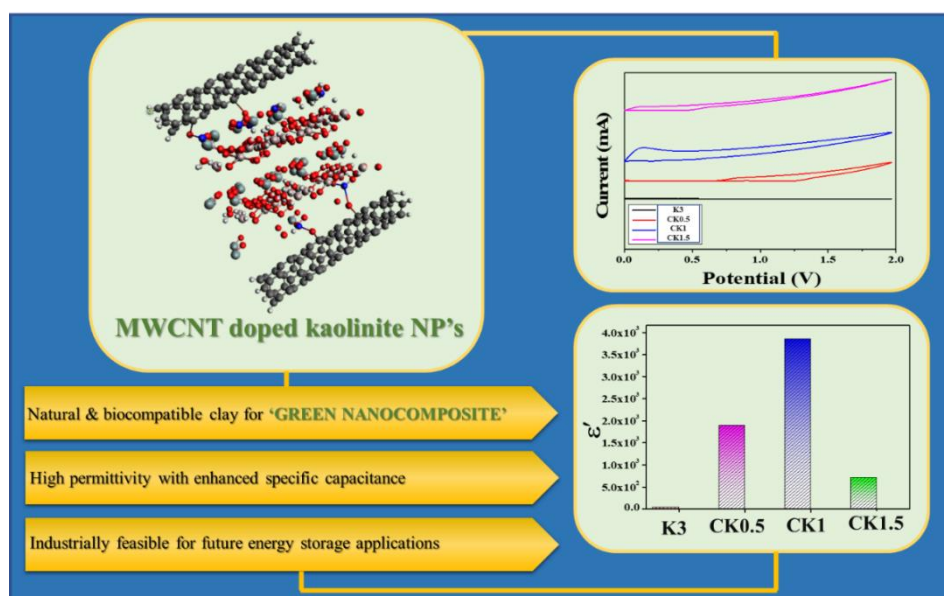 MWCNT doped kaolinite NP's
Natural & biocompatible clay for ‘GREEN NANOCOMPOSITE’
High permittivity with enhanced specific capacitance
Industrially feasible for future energy storage applications
Current (mA)
K3
CK0.5
CK1
CK1.5
0.0 0.5 1.0 1.5 2.0
Potential (V)
4.0x10³
3.5x10³
3.0x10³
2.5x10³
2.0x10³
1.5x10³
1.0x10³
5.0x10²
0.0
ε′
K3 CK0.5 CK1 CK1.5